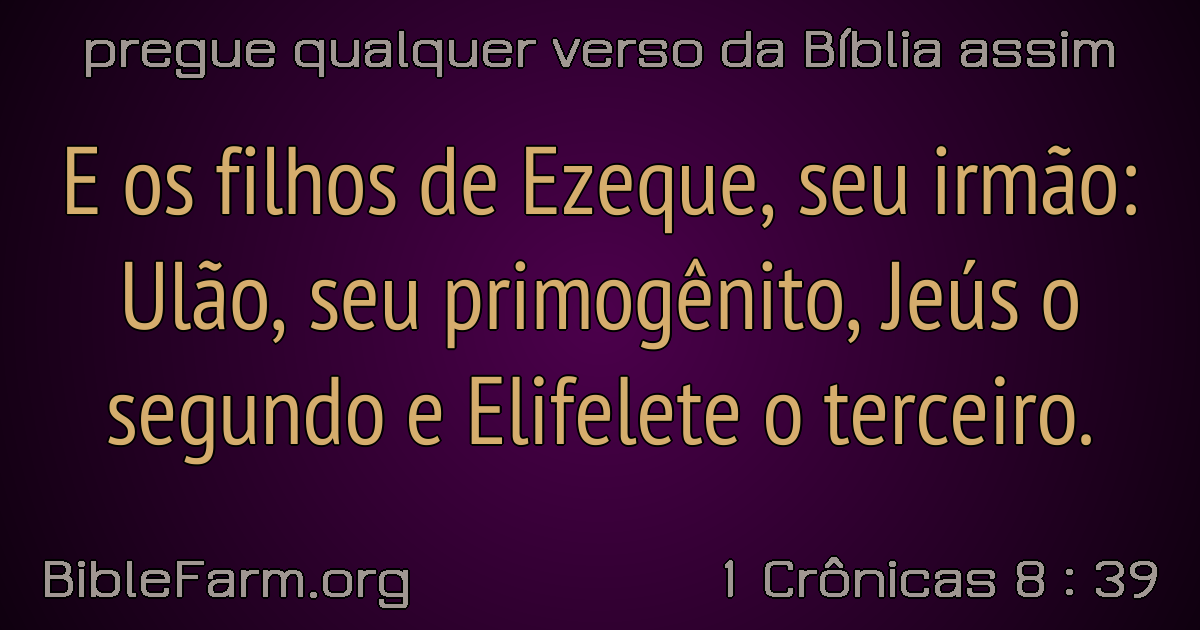 pregue qualquer verso da Bíblia assim
E os filhos de Ezeque, seu irmão:
Ulão, seu primogênito, Jeús o
segundo e Elifelete o terceiro.
BibleFarm.org
1 Crônicas 8 : 39